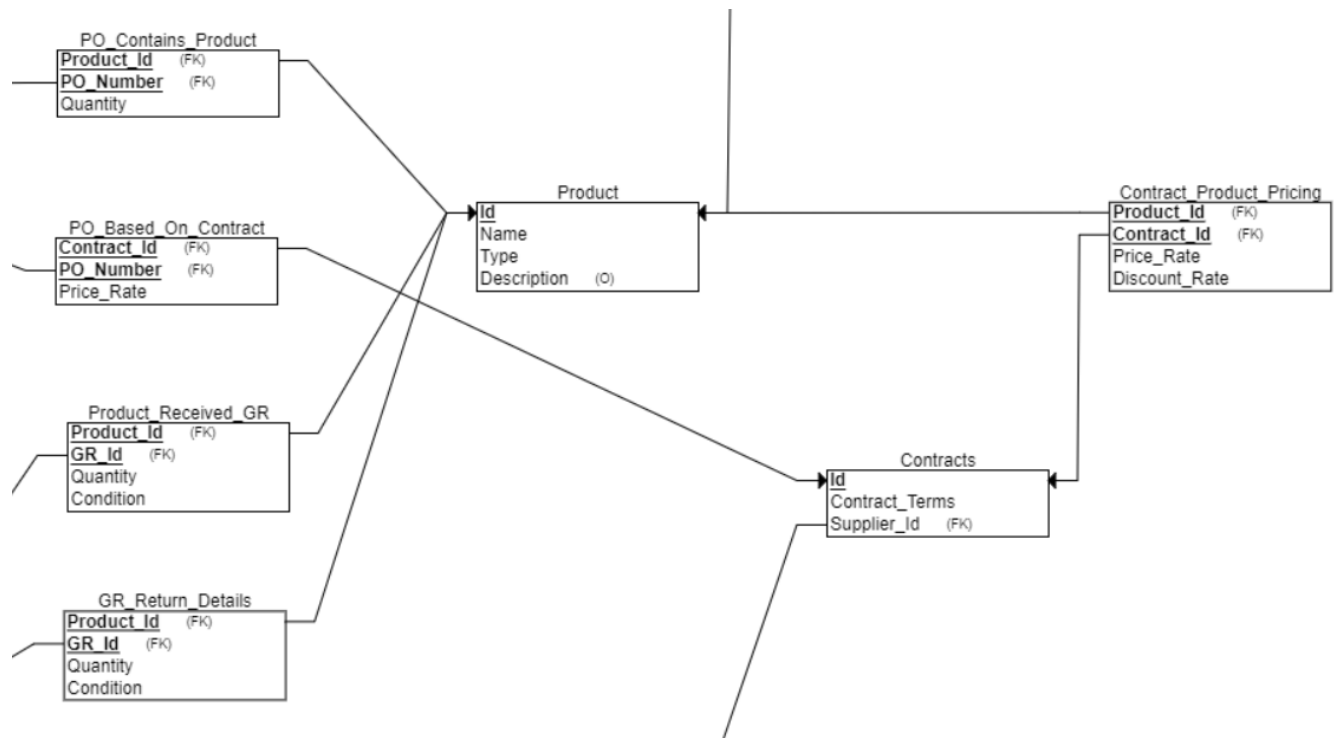 PO_Contains_Product
Product_Id (FK)
PO_Number (FK)
Quantity
Product
Id
Name
Type
Description (O)
Contract_Product_Pricing
Product_Id (FK)
Contract_Id (FK)
Price_Rate
Discount_Rate
PO_Based_On_Contract
Contract_Id (FK)
PO_Number (FK)
Price_Rate
Product_Received_GR
Product_Id (FK)
GR_Id (FK)
Quantity
Condition
Contracts
Id
Contract_Terms
Supplier_Id (FK)
GR_Return_Details
Product_Id (FK)
GR_Id (FK)
Quantity
Condition